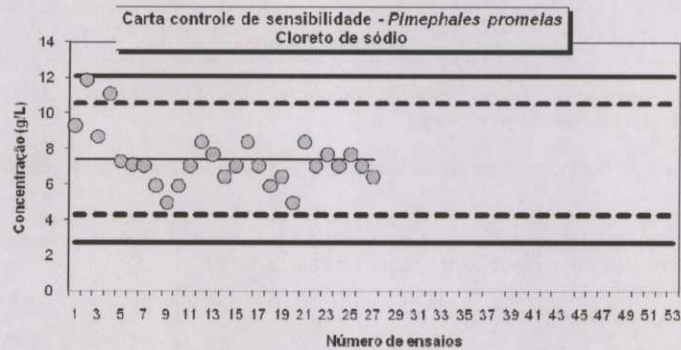 Carta controle de sensibilidade - Pimephales promelas
Cloreto de sódio
Concentração (g/L)
14
12
10
8
6
4
2
0
1 3 5 7 9 11 13 15 17 19 21 23 25 27 29 31 33 35 37 39 41 43 45 47 49 51 53
Número de ensaios